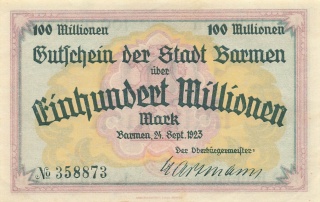 100 Millionen 100 Millionen
Gutschein der Stadt Barmen
über
Einhundert Millionen
Mark
Barmen, 24. Sept. 1923
Der Oberbürgermeister:
№ 358873